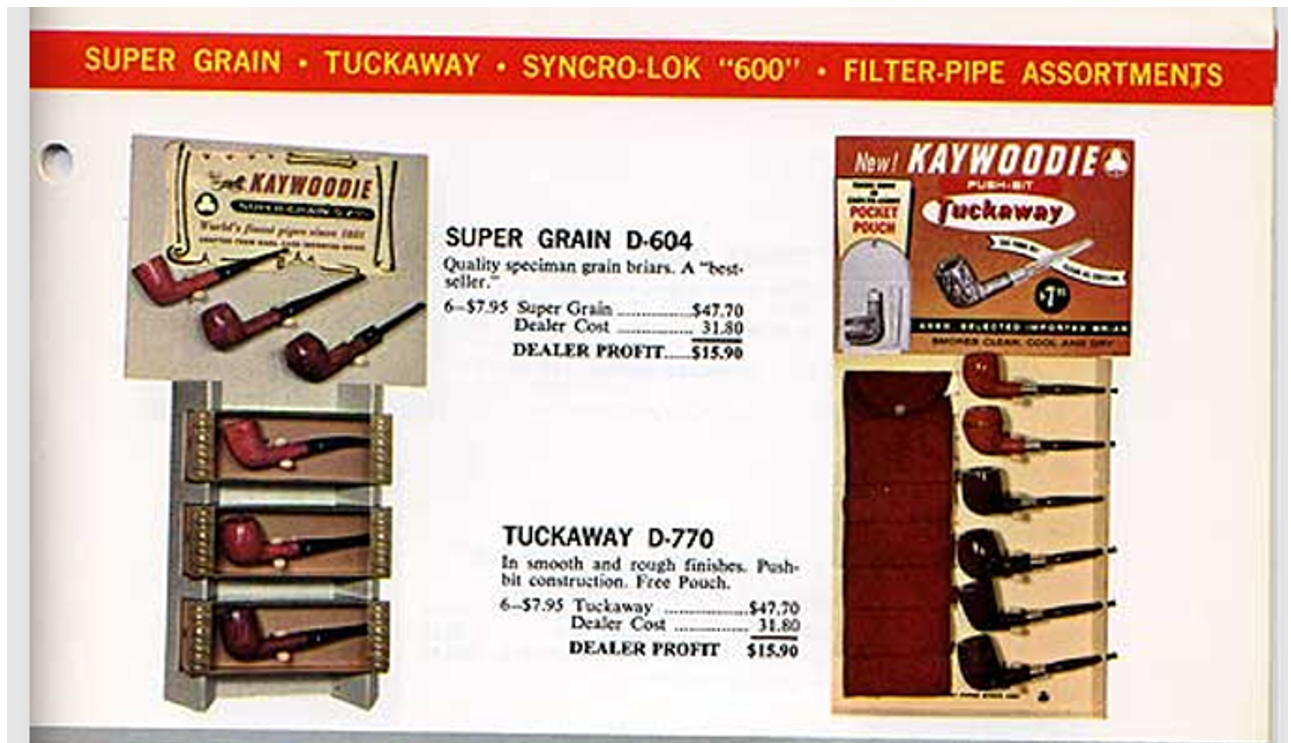 SUPER GRAIN • TUCKAWAY • SYNCRO-LOK "600" • FILTER-PIPE ASSORTMENTS
KAYWOODIE
World's finest pipes since 1851
SUPER GRAIN D-604
Quality speciman grain briars. A "best-
seller."
6—$7.95 Super Grain ..............$47.70
Dealer Cost .............. 31.80
DEALER PROFIT.....$15.90
New! KAYWOODIE
PUSH-BIT
Tuckaway
POCKET
POUCH
USED SELECTED IMPORTED BRIAR
SMOKES CLEAN, COOL AND DRY
TUCKAWAY D-770
In smooth and rough finishes. Push-
bit construction. Free Pouch.
6—$7.95 Tuckaway ..............$47.70
Dealer Cost .............. 31.80
DEALER PROFIT $15.90